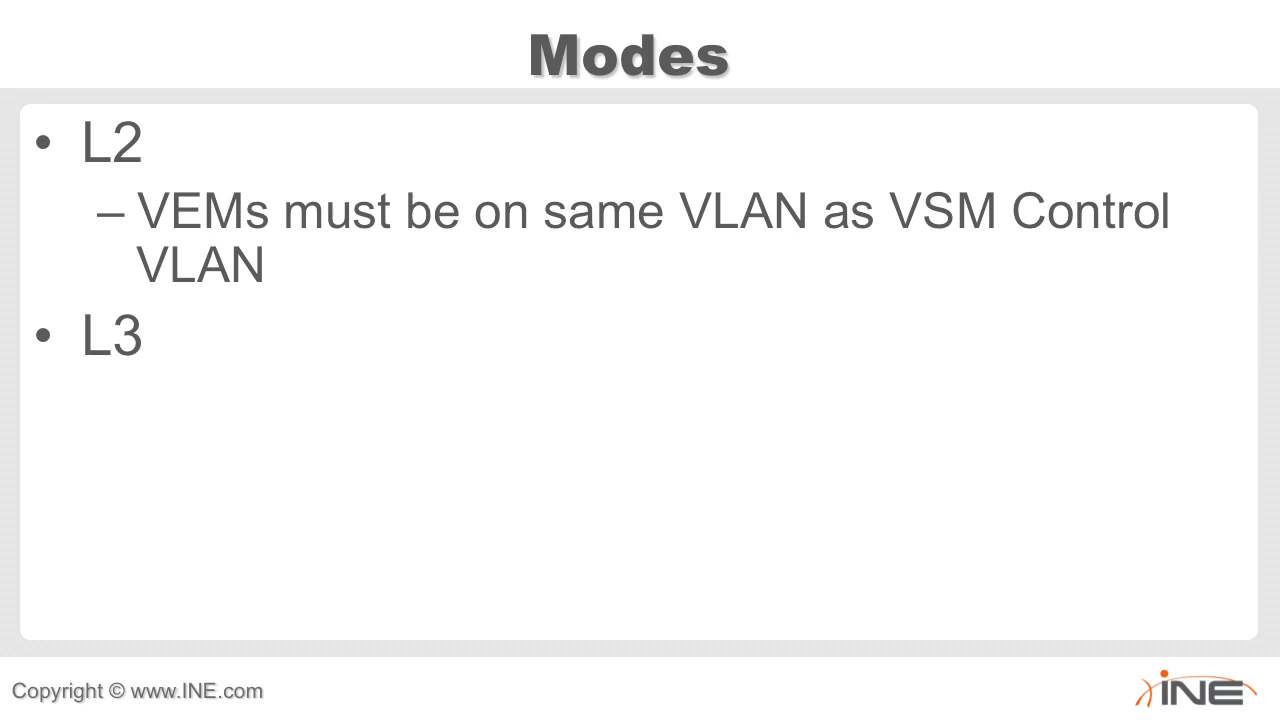 Modes
• L2
– VEMs must be on same VLAN as VSM Control
VLAN
• L3
Copyright © www.INE.com
iNE